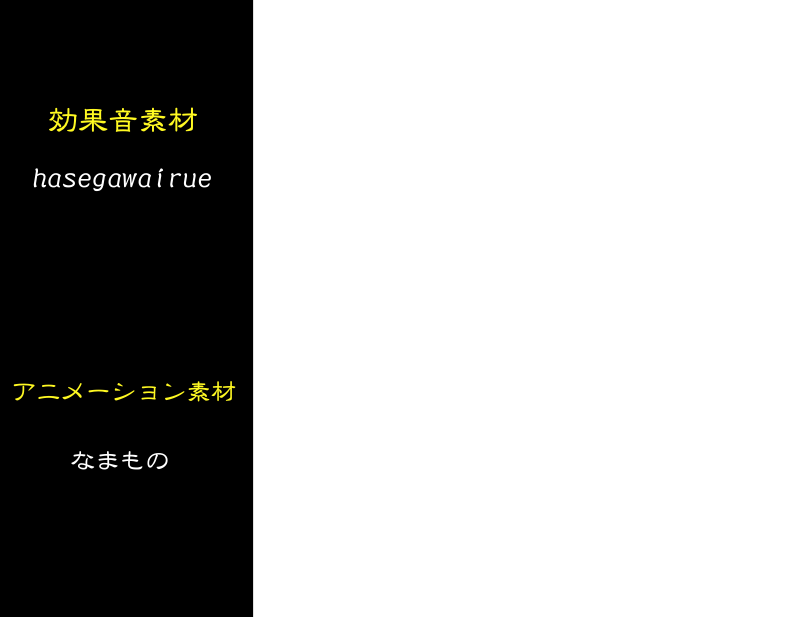 効果音素材
hasegawairue
アニメーション素材
なまもの